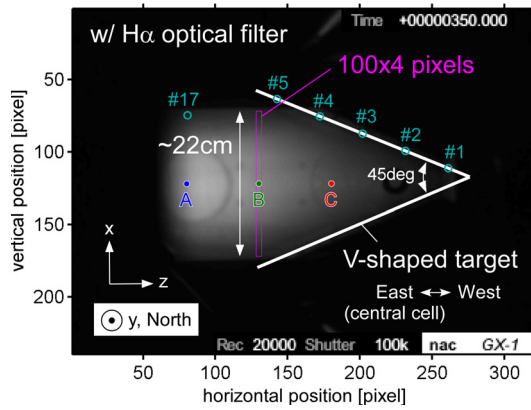 Time +00000350.000
w/ Hα optical filter
#5
100x4 pixels
#17
#4
#3
#2
#1
~22cm
45deg
A
B
C
V-shaped target
x
z
East ↔ West
(central cell)
y, North
Rec 20000 Shutter 100k nac GX-1
50
100
150
200
vertical position [pixel]
50 100 150 200 250 300
horizontal position [pixel]